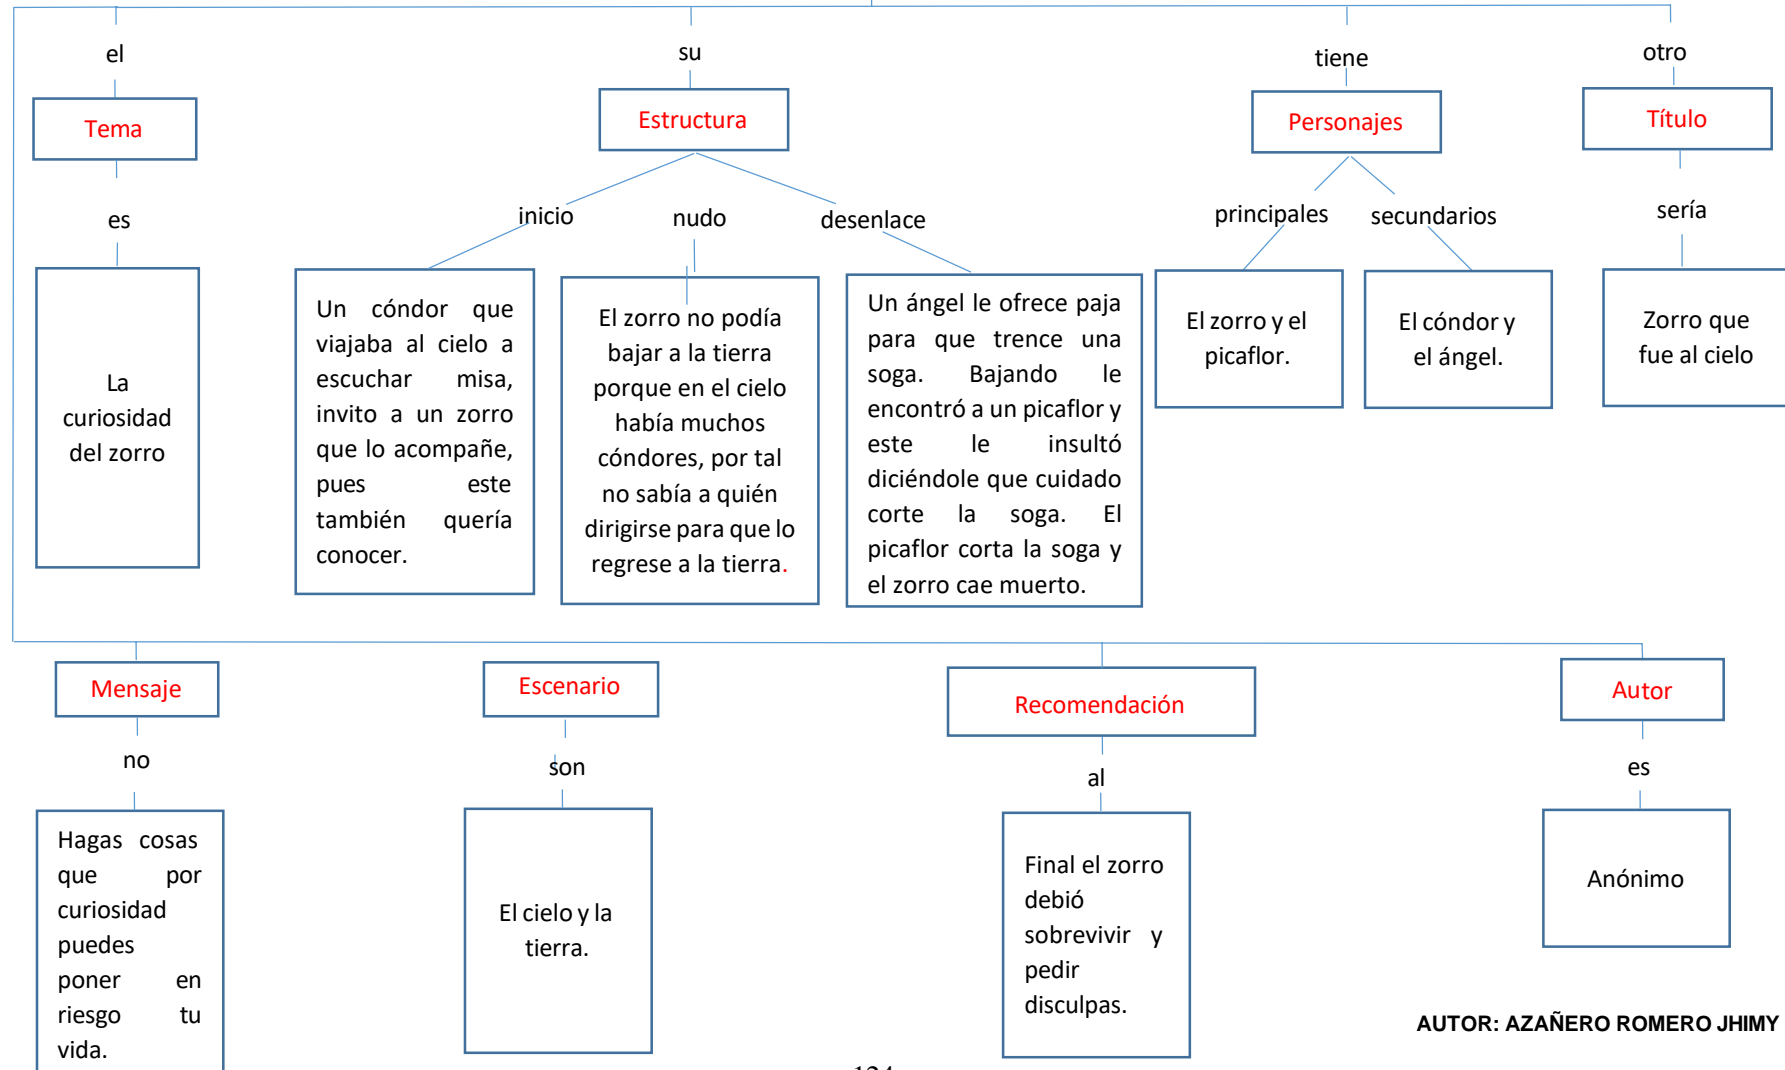 el
Tema
es
La
curiosidad
del zorro
su
Estructura
inicio
Un cóndor que
viajaba al cielo a
escuchar misa,
invito a un zorro
que lo acompañe,
pues este
también quería
conocer.
nudo
El zorro no podía
bajar a la tierra
porque en el cielo
había muchos
cóndores, por tal
no sabía a quién
dirigirse para que lo
regrese a la tierra.
desenlace
Un ángel le ofrece paja
para que trence una
soga. Bajando le
encontró a un picaflor y
este le insultó
diciéndole que cuidado
corte la soga. El
picaflor corta la soga y
el zorro cae muerto.
tiene
Personajes
principales
El zorro y el
picaflor.
secundarios
El cóndor y
el ángel.
otro
Título
sería
Zorro que
fue al cielo
Mensaje
no
Hagas cosas
que por
curiosidad
puedes
poner en
riesgo tu
vida.
Escenario
son
El cielo y la
tierra.
Recomendación
al
Final el zorro
debió
sobrevivir y
pedir
disculpas.
Autor
es
Anónimo
AUTOR: AZAÑERO ROMERO JHIMY